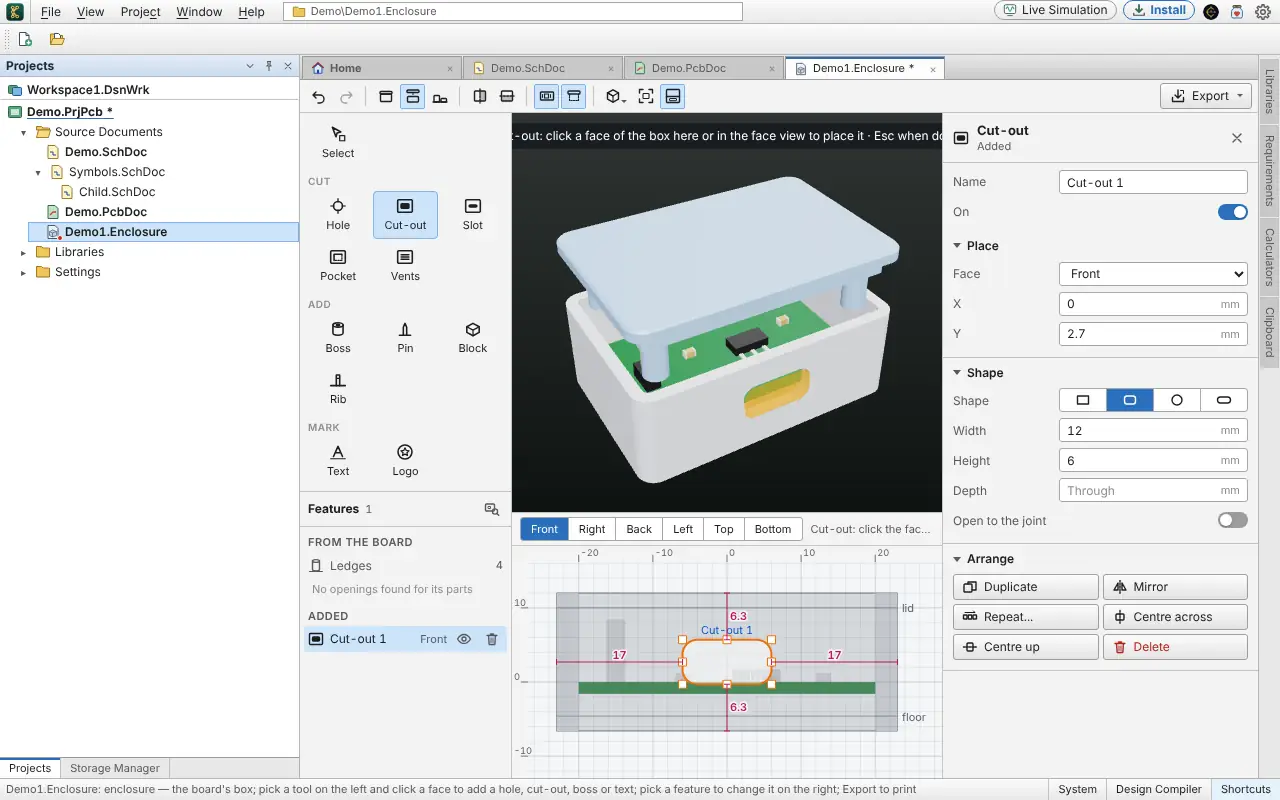 File View Project Window Help
Demo\Demo1.Enclosure
Live Simulation
Install
Projects
Home
Demo.SchDoc
Demo.PcbDoc
Demo1.Enclosure *
Workspace1.DsnWrk
Demo.PrjPcb *
Source Documents
Demo.SchDoc
Symbols.SchDoc
Child.SchDoc
Demo.PcbDoc
Demo1.Enclosure
Libraries
Settings
Export
Select
CUT
Hole
Cut-out
Slot
Pocket
Vents
ADD
Boss
Pin
Block
Rib
MARK
Text
Logo
Features 1
FROM THE BOARD
Ledges 4
No openings found for its parts
ADDED
Cut-out 1 Front
t-out: click a face of the box here or in the face view to place it · Esc when do
Front Right Back Left Top Bottom
Cut-out: click the fac...
-20 -10 0 10 20
10
0
-10
6.3
Cut-out 1
17
17
6.3
lid
floor
Cut-out
Added
Name Cut-out 1
On
Place
Face Front
X 0 mm
Y 2.7 mm
Shape
Shape
Width 12 mm
Height 6 mm
Depth Through mm
Open to the joint
Arrange
Duplicate
Mirror
Repeat...
Centre across
Centre up
Delete
Libraries
Requirements
Calculators
Clipboard
Projects
Storage Manager
Demo1.Enclosure: enclosure — the board's box; pick a tool on the left and click a face to add a hole, cut-out, boss or text; pick a feature to change it on the right; Export to print
System
Design Compiler
Shortcuts